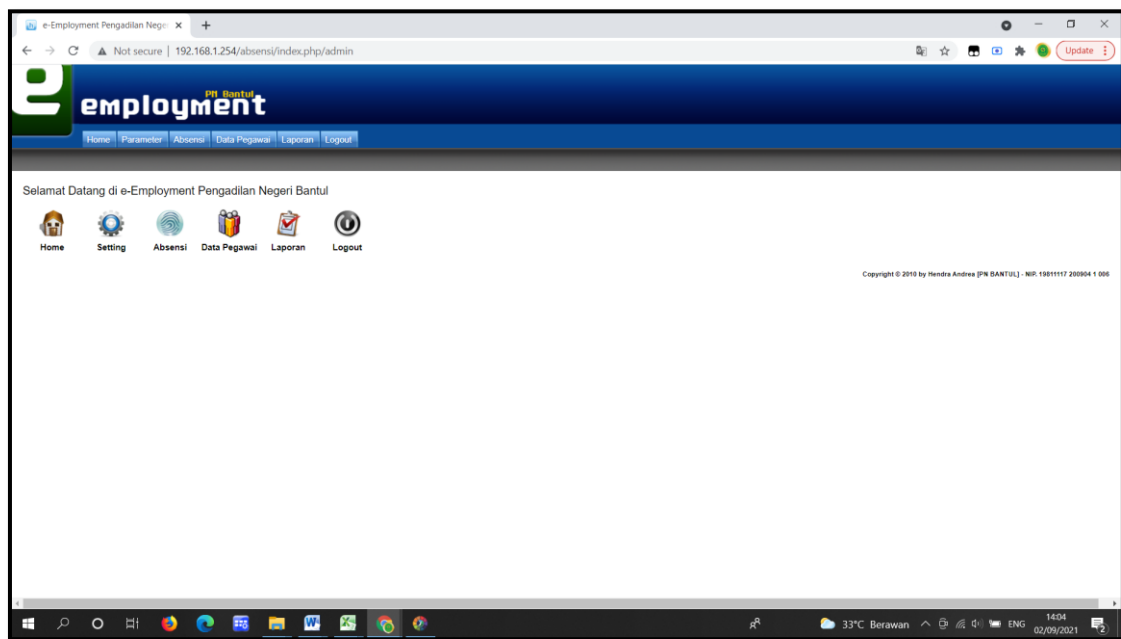 e-Employment Pengadilan Nege
Not secure | 192.168.1.254/absensi/index.php/admin
Update
PN Bantul
employment
Home Parameter Absensi Data Pegawai Laporan Logout
Selamat Datang di e-Employment Pengadilan Negeri Bantul
Home Setting Absensi Data Pegawai Laporan Logout
Copyright © 2010 by Hendra Andrea [PN BANTUL] - NIP. 19811117 200904 1 006
33°C Berawan ENG 14:04
02/09/2021 2